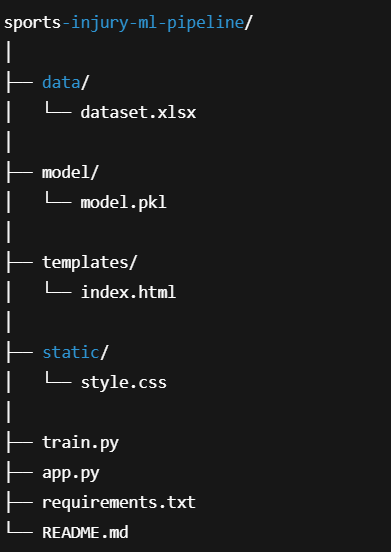 sports-injury-ml-pipeline/
│
├── data/
│   └── dataset.xlsx
│
├── model/
│   └── model.pkl
│
├── templates/
│   └── index.html
│
├── static/
│   └── style.css
│
├── train.py
├── app.py
├── requirements.txt
└── README.md